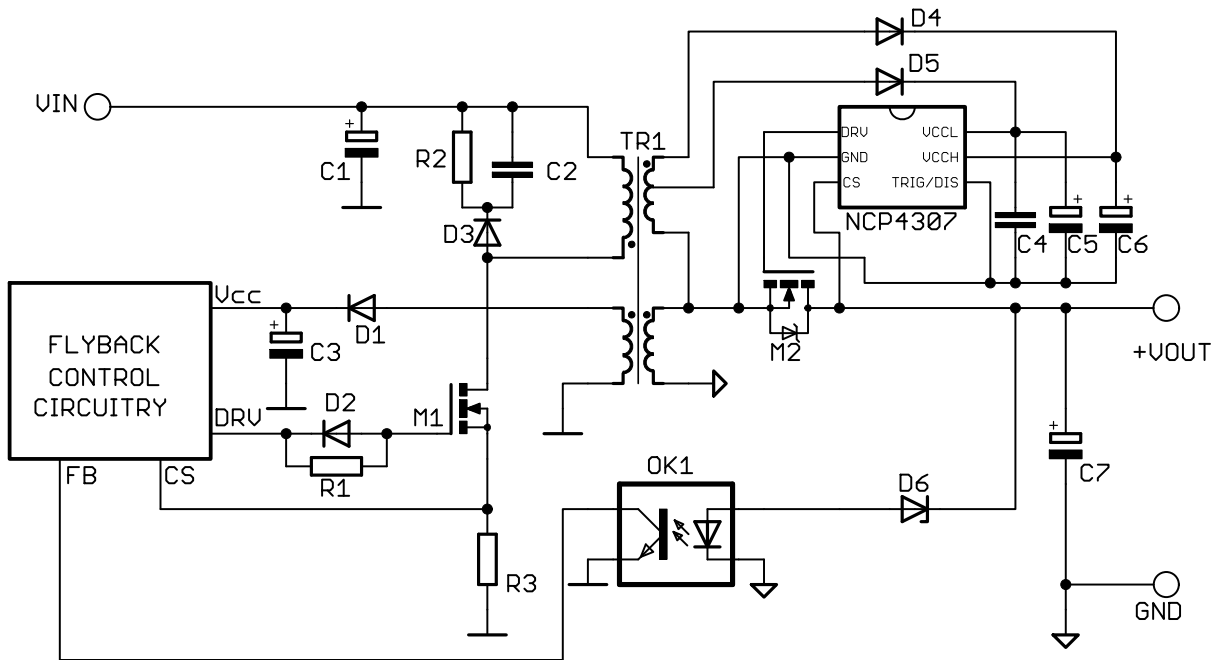 D4
D5
VIN
+
C1
R2
C2
TR1
DRV
GND
CS
VCCL
VCCH
TRIG/DIS
NCP4307
+
+
C4
C5
C6
D3
Vcc
D1
+
C3
FLYBACK
CONTROL
CIRCUITRY
D2
DRV
M1
R1
FB
CS
M2
+VOUT
+
C7
OK1
D6
R3
GND